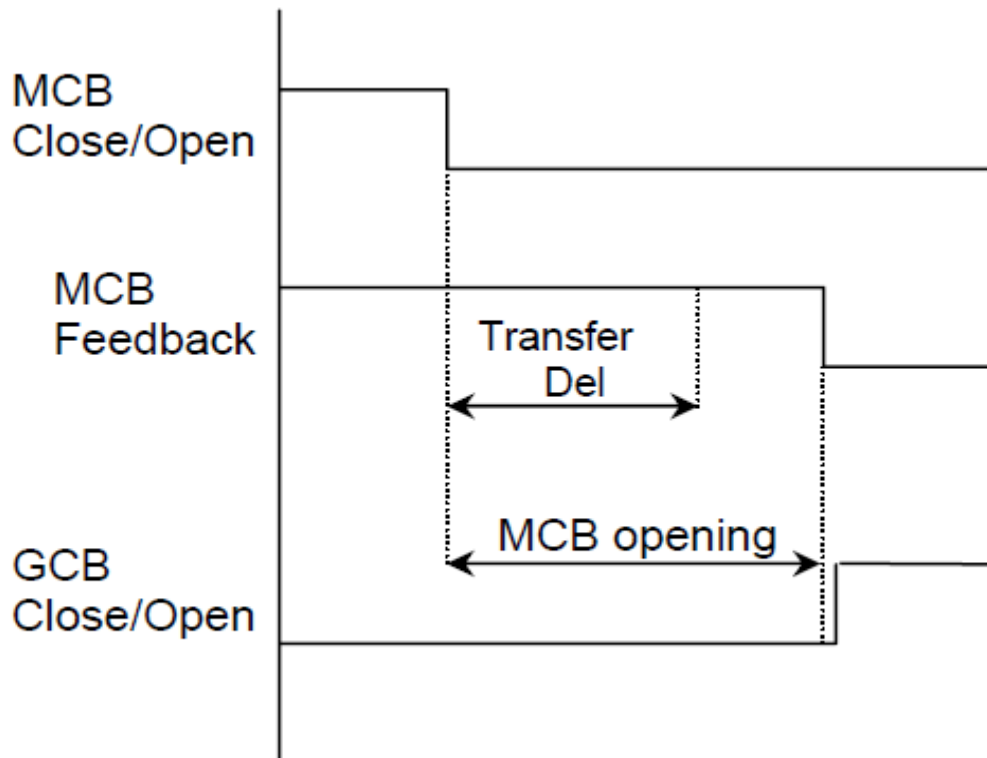 MCB
Close/Open
MCB
Feedback
Transfer
Del
MCB opening
GCB
Close/Open